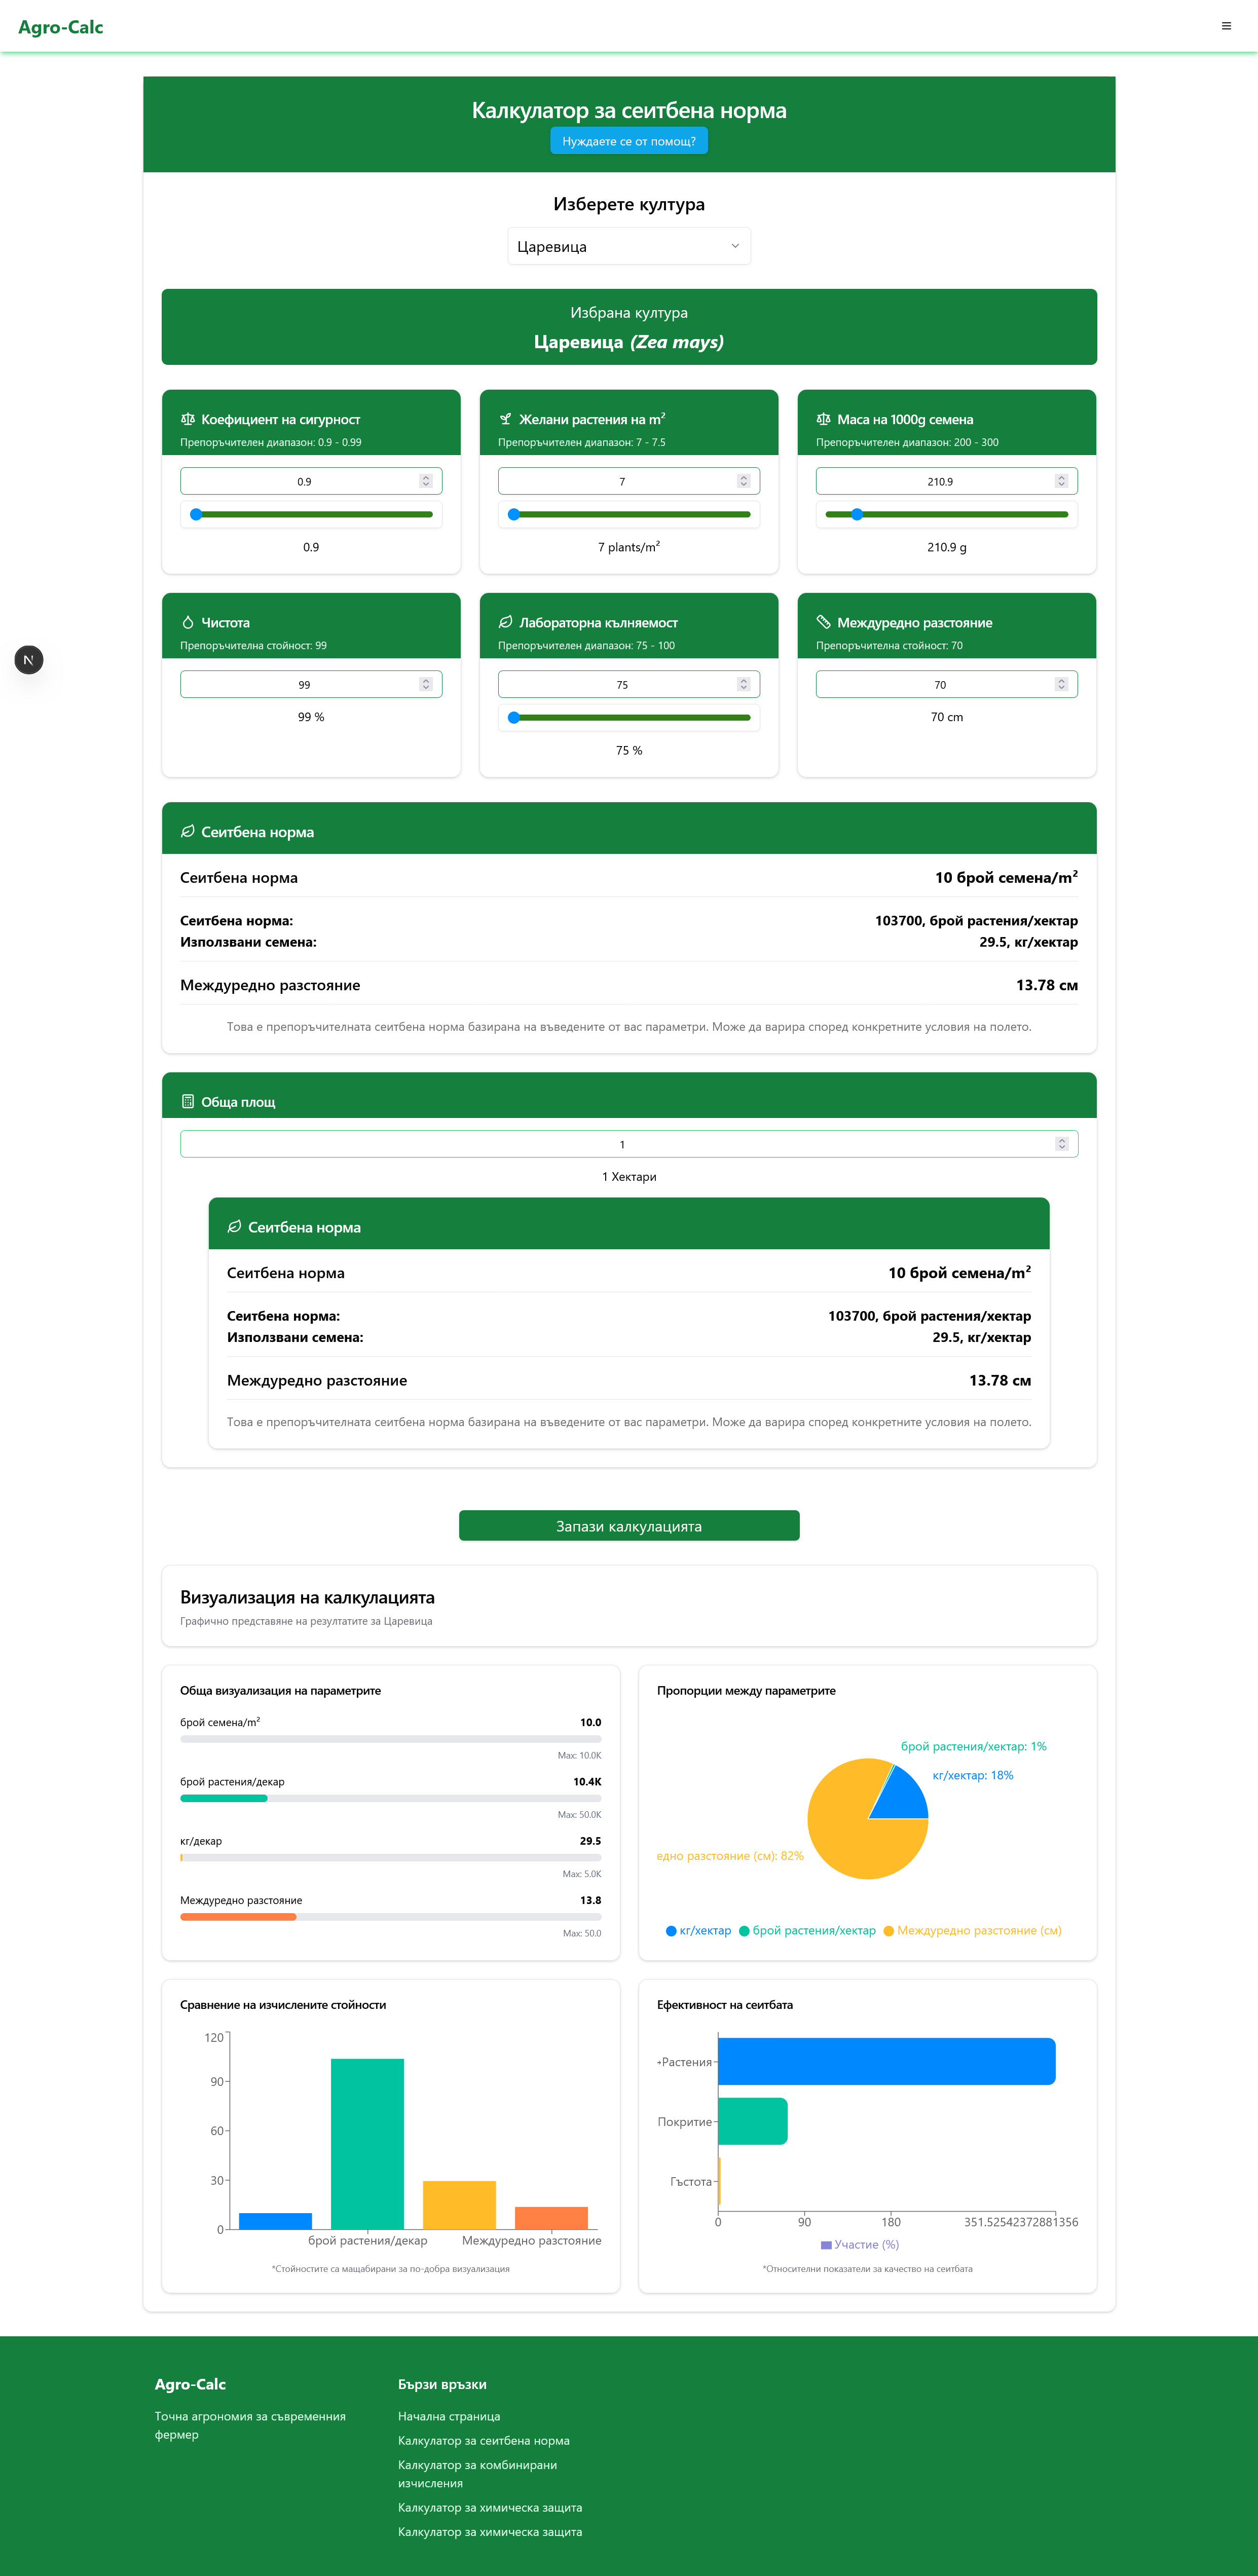 Agro-Calc
Калкулатор за сеитбена норма
Нуждаете се от помощ?
Изберете култура
Царевица
Избрана култура
Царевица (Zea mays)
Коефициент на сигурност
Препоръчителен диапазон: 0.9 - 0.99
0.9
0.9
Желани растения на m²
Препоръчителен диапазон: 7 - 7.5
7
7 plants/m²
Маса на 1000g семена
Препоръчителен диапазон: 200 - 300
210.9
210.9 g
Чистота
Препоръчителна стойност: 99
99
99 %
Лабораторна кълняемост
Препоръчителен диапазон: 75 - 100
75
75 %
Междуредно разстояние
Препоръчителна стойност: 70
70
70 cm
Сеитбена норма
Сеитбена норма 10 брой семена/m²
Сеитбена норма: 103700, брой растения/хектар
Използвани семена: 29.5, кг/хектар
Междуредно разстояние 13.78 см
Това е препоръчителната сеитбена норма базирана на въведените от вас параметри. Може да варира според конкретните условия на полето.
Обща площ
1
1 Хектари
Сеитбена норма
Сеитбена норма 10 брой семена/m²
Сеитбена норма: 103700, брой растения/хектар
Използвани семена: 29.5, кг/хектар
Междуредно разстояние 13.78 см
Това е препоръчителната сеитбена норма базирана на въведените от вас параметри. Може да варира според конкретните условия на полето.
Запази калкулацията
Визуализация на калкулацията
Графично представяне на резултатите за Царевица
Обща визуализация на параметрите
брой семена/m² 10.0
Max: 10.0K
брой растения/декар 10.4K
Max: 50.0K
кг/декар 29.5
Max: 5.0K
Междуредно разстояние 13.8
Max: 50.0
Пропорции между параметрите
брой растения/хектар: 1%
кг/хектар: 18%
едно разстояние (см): 82%
кг/хектар брой растения/хектар Междуредно разстояние (см)
Сравнение на изчислените стойности
120
90
60
30
0
брой растения/декар Междуредно разстояние
*Стойностите са мащабирани за по-добра визуализация
Ефективност на сеитбата
Растения
Покритие
Гъстота
0 90 180 351.52542372881356
Участие (%)
*Относителни показатели за качество на сеитбата
Agro-Calc
Точна агрономия за съвременния
фермер
Бързи връзки
Начална страница
Калкулатор за сеитбена норма
Калкулатор за комбинирани
изчисления
Калкулатор за химическа защита
Калкулатор за химическа защита